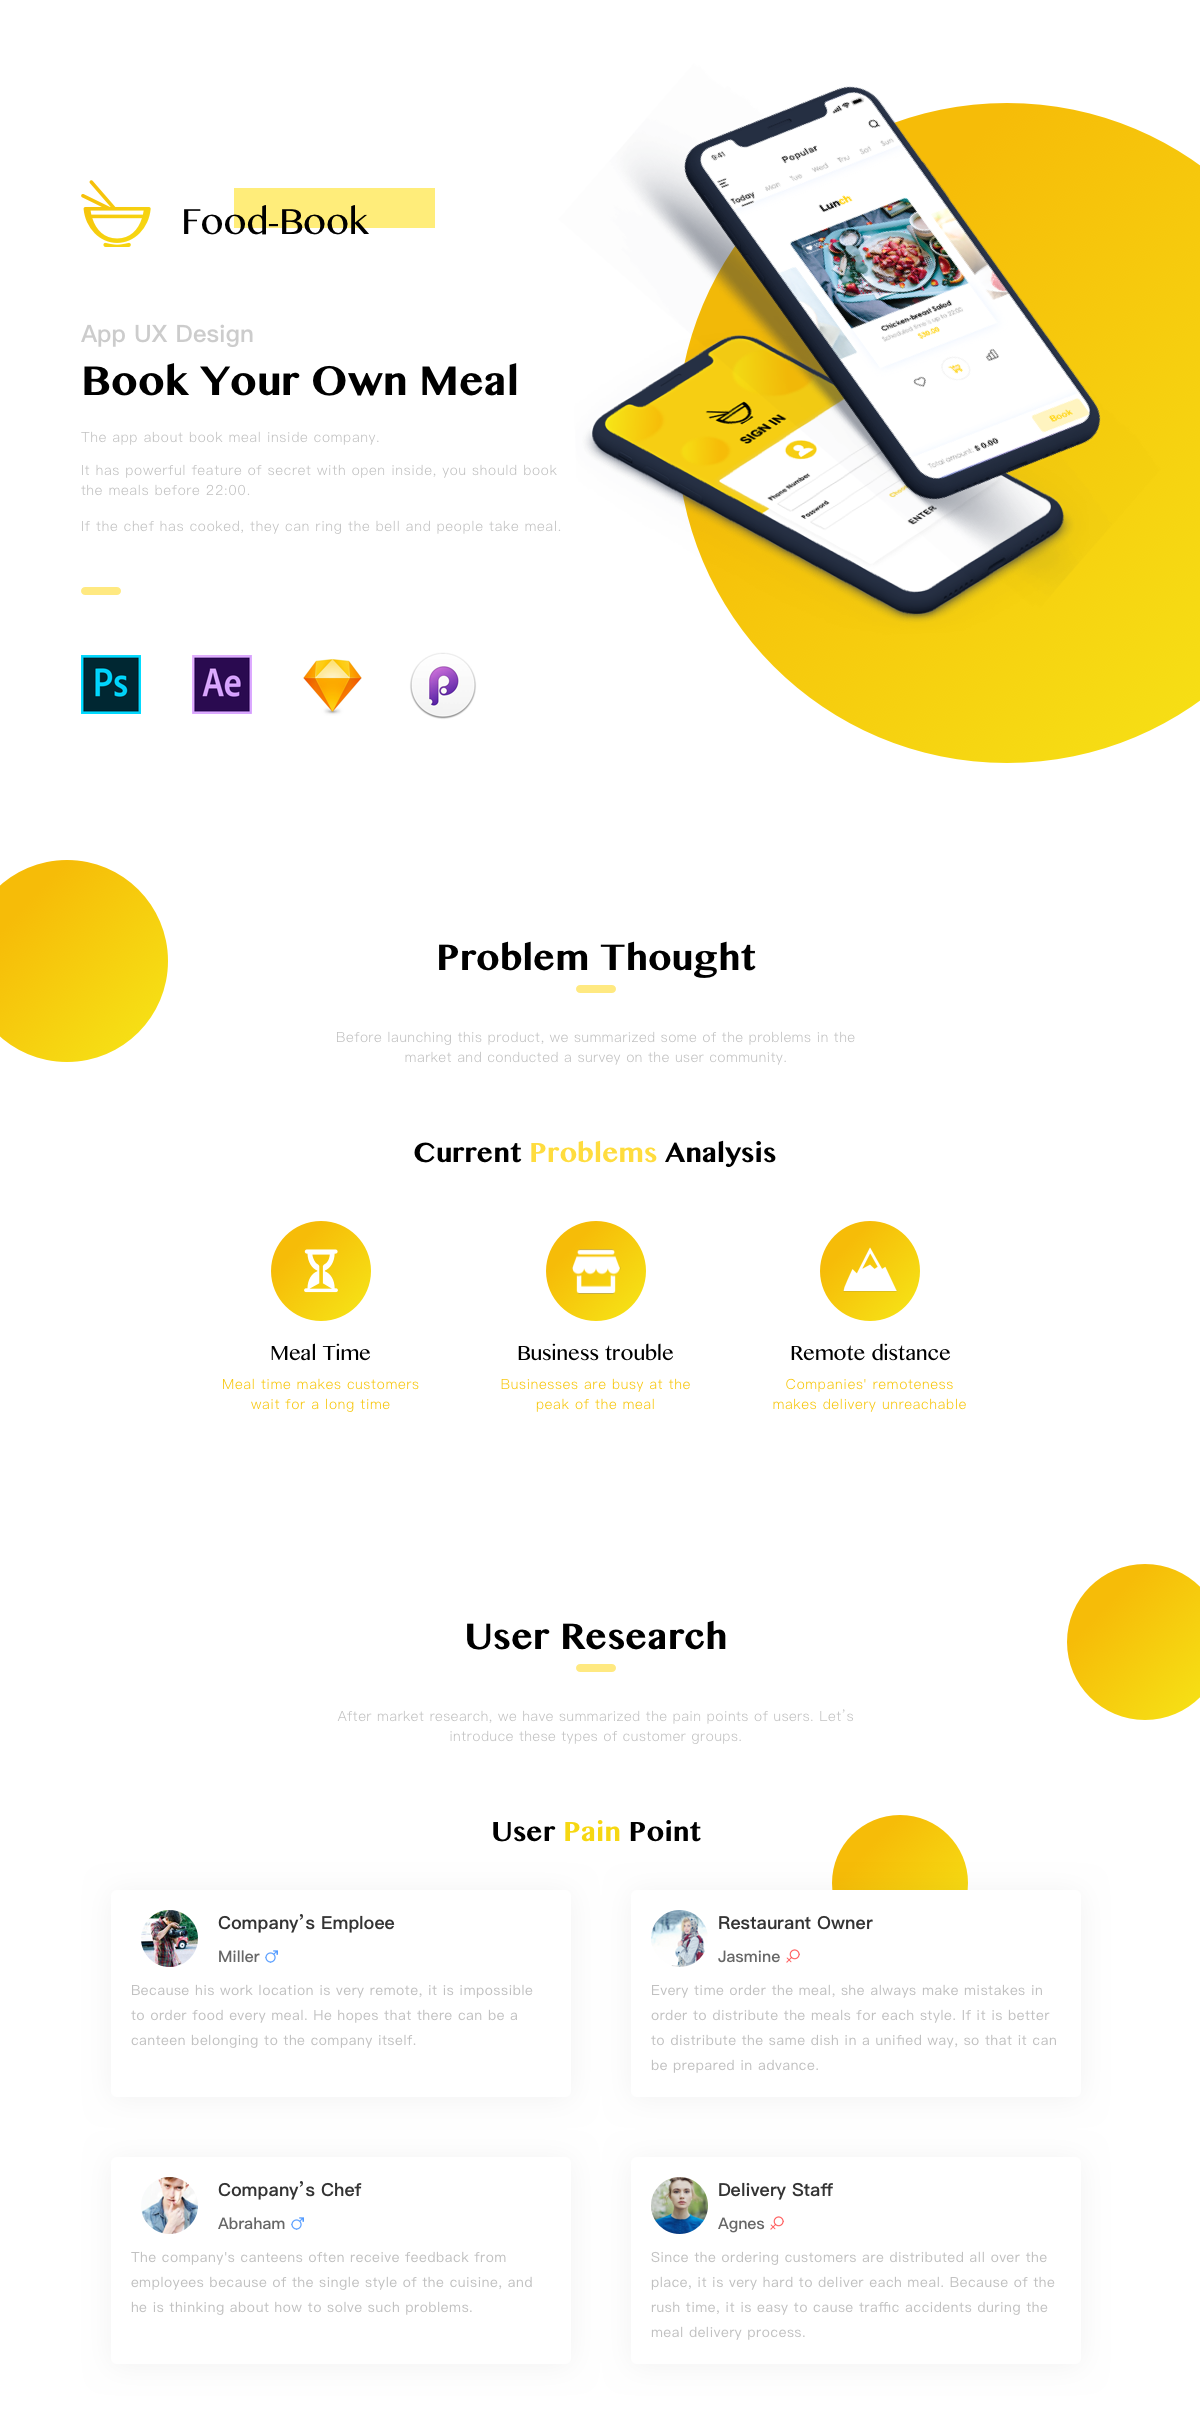 Food-Book
App UX Design
Book Your Own Meal
The app about book meal inside company.
It has powerful feature of secret with open inside, you should book
the meals before 22:00.
If the chef has cooked, they can ring the bell and people take meal.
Ps
Ae
9:41
Popular
Today Mon Tue Wed Thu Sat Sun
Lunch
Chicken-breast Salad
Scheduled time is up to 22:00
$30.00
Total amount: $ 0.00
Book
SIGN IN
Phone Number
Password
ENTER
Problem Thought
Before launching this product, we summarized some of the problems in the
market and conducted a survey on the user community.
Current Problems Analysis
Meal Time
Meal time makes customers
wait for a long time
Business trouble
Businesses are busy at the
peak of the meal
Remote distance
Companies' remoteness
makes delivery unreachable
User Research
After market research, we have summarized the pain points of users. Let's
introduce these types of customer groups.
User Pain Point
Company's Emploee
Miller
Because his work location is very remote, it is impossible
to order food every meal. He hopes that there can be a
canteen belonging to the company itself.
Restaurant Owner
Jasmine
Every time order the meal, she always make mistakes in
order to distribute the meals for each style. If it is better
to distribute the same dish in a unified way, so that it can
be prepared in advance.
Company's Chef
Abraham
The company's canteens often receive feedback from
employees because of the single style of the cuisine, and
he is thinking about how to solve such problems.
Delivery Staff
Agnes
Since the ordering customers are distributed all over the
place, it is very hard to deliver each meal. Because of the
rush time, it is easy to cause traffic accidents during the
meal delivery process.